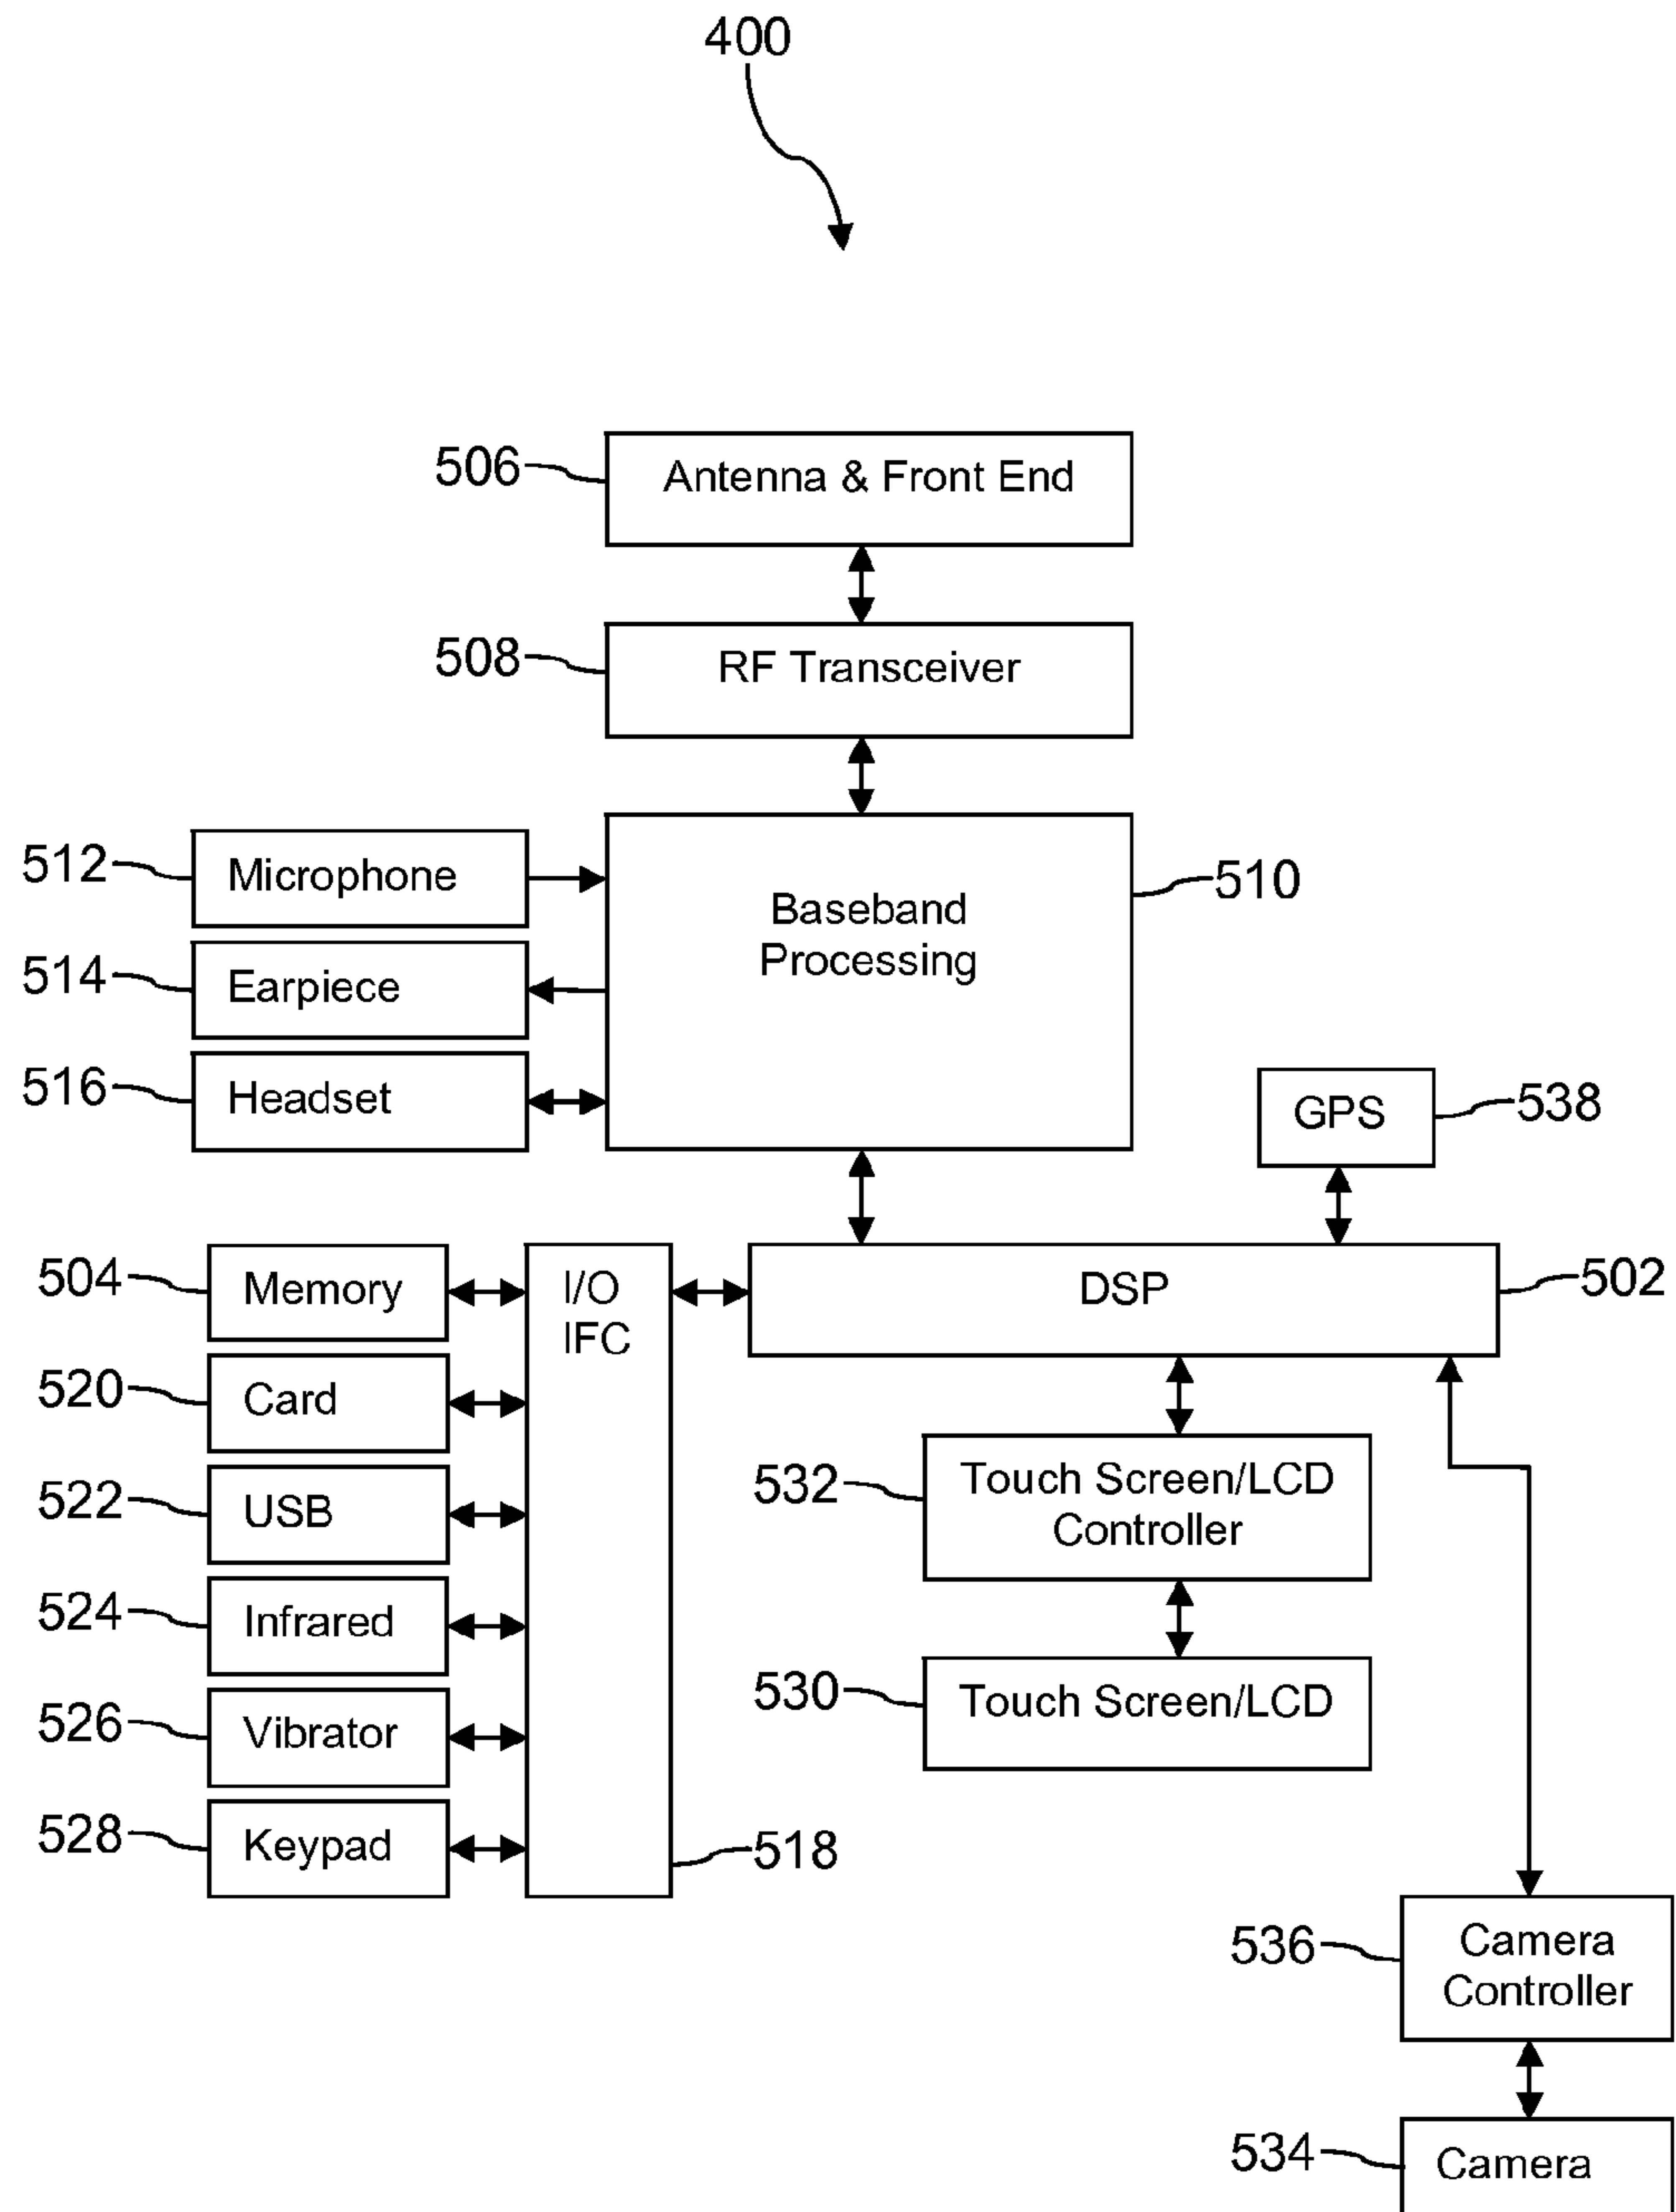 400
506
Antenna & Front End
508
RF Transceiver
512
Microphone
Baseband
Processing
510
514
Earpiece
516
Headset
GPS
538
504
Memory
I/O
IFC
DSP
502
520
Card
522
USB
532
Touch Screen/LCD
Controller
524
Infrared
530
Touch Screen/LCD
526
Vibrator
528
Keypad
518
536
Camera
Controller
534
Camera